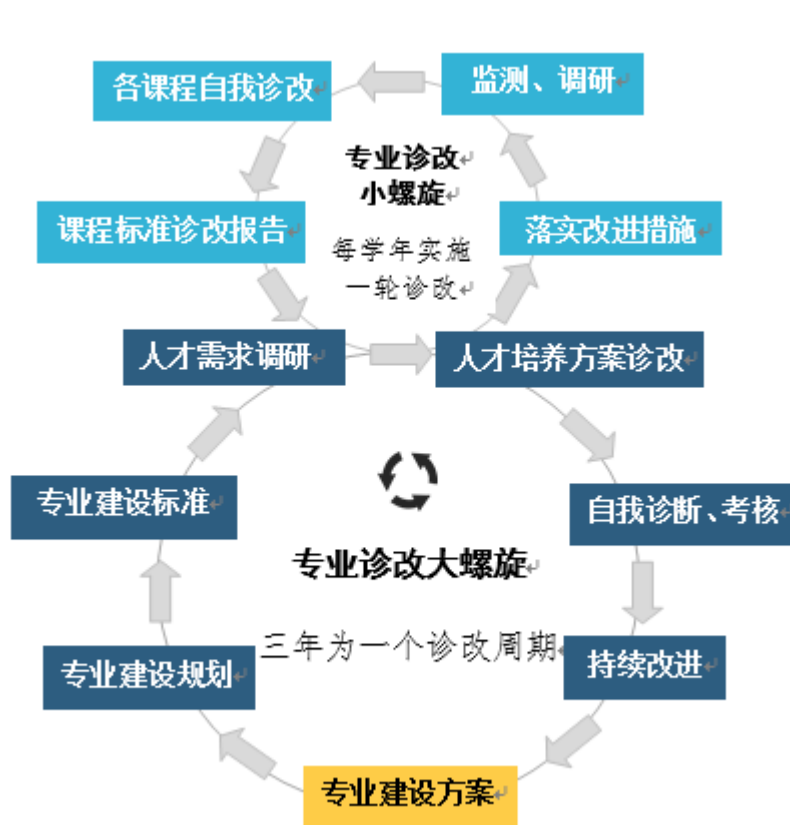 各课程自我诊改
监测、调研
专业诊改
小螺旋
课程标准诊改报告
落实改进措施
每学年实施
一轮诊改
人才需求调研
人才培养方案诊改
专业建设标准
自我诊断、考核
专业诊改大螺旋
三年为一个诊改周期
专业建设规划
持续改进
专业建设方案